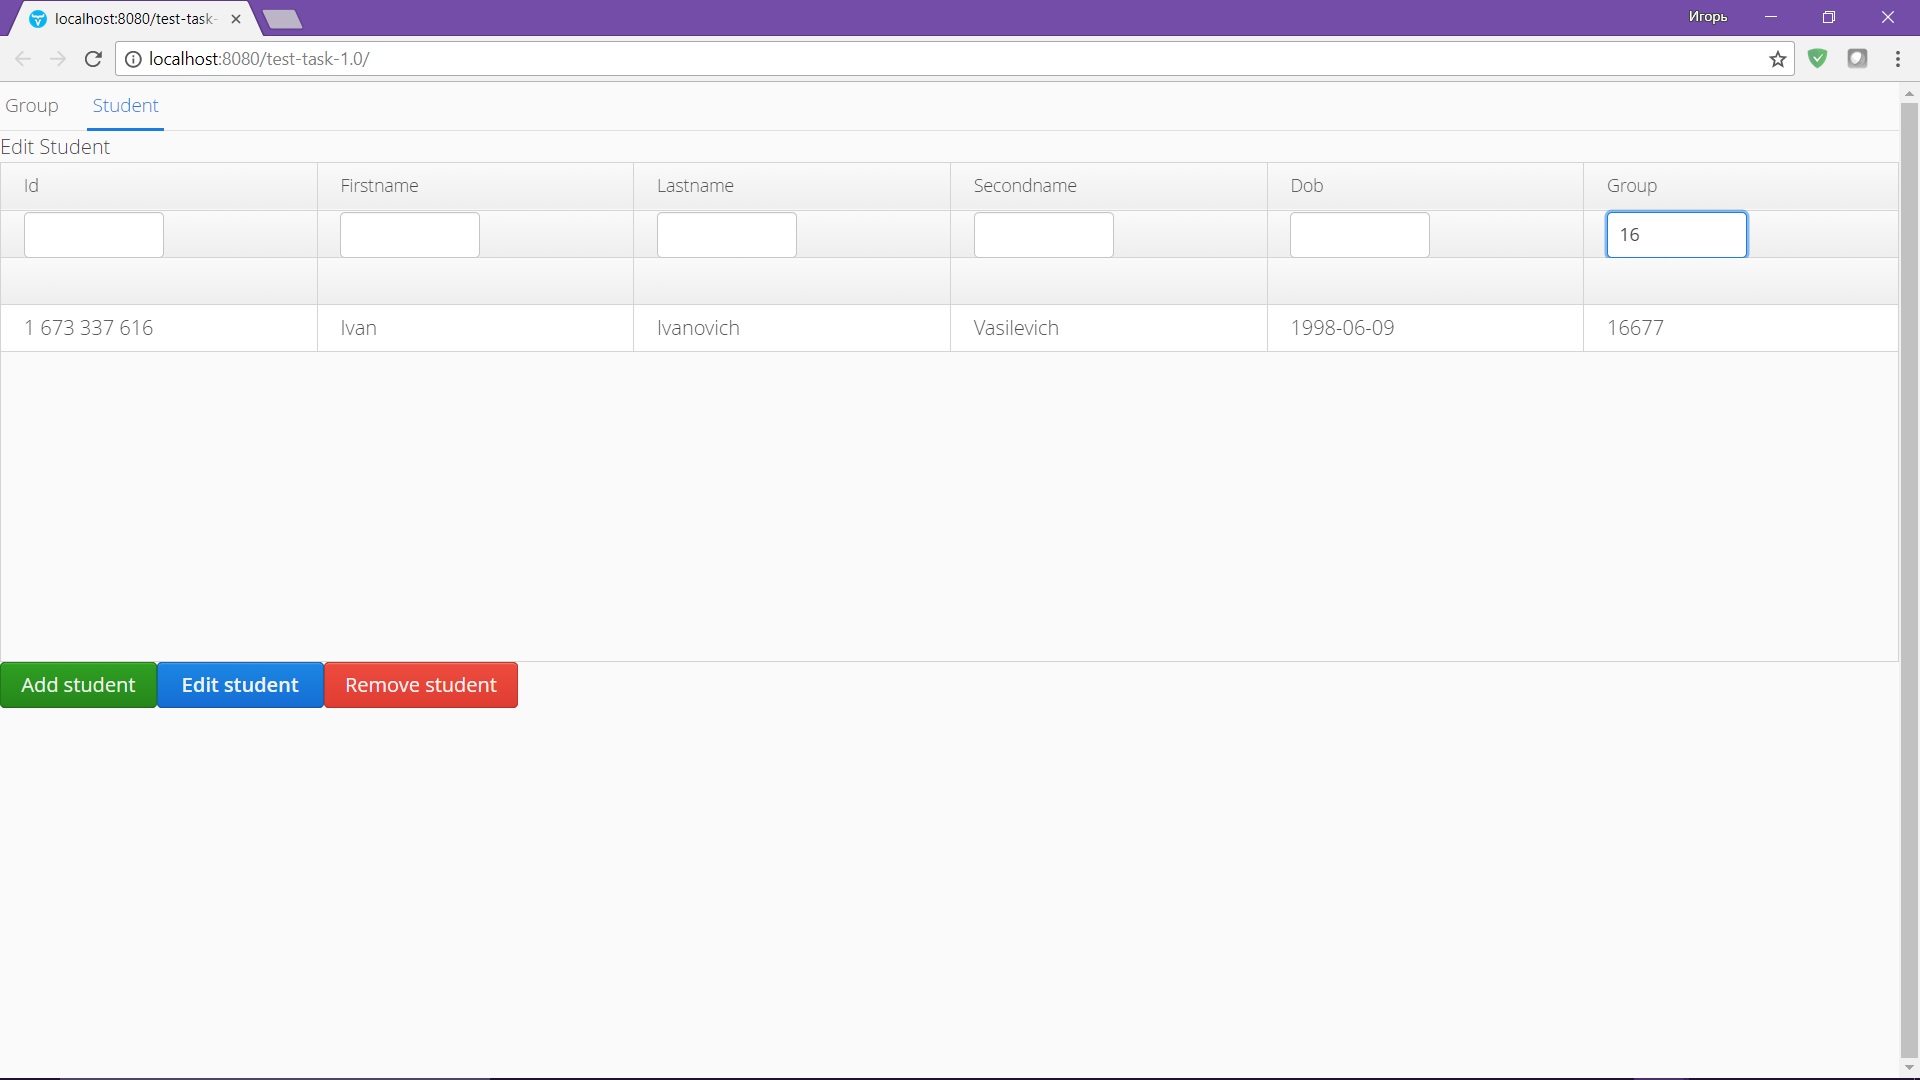 localhost:8080/test-task-
Игорь
localhost:8080/test-task-1.0/
Group Student
Edit Student
Id Firstname Lastname Secondname Dob Group
16
1 673 337 616 Ivan Ivanovich Vasilevich 1998-06-09 16677
Add student Edit student Remove student